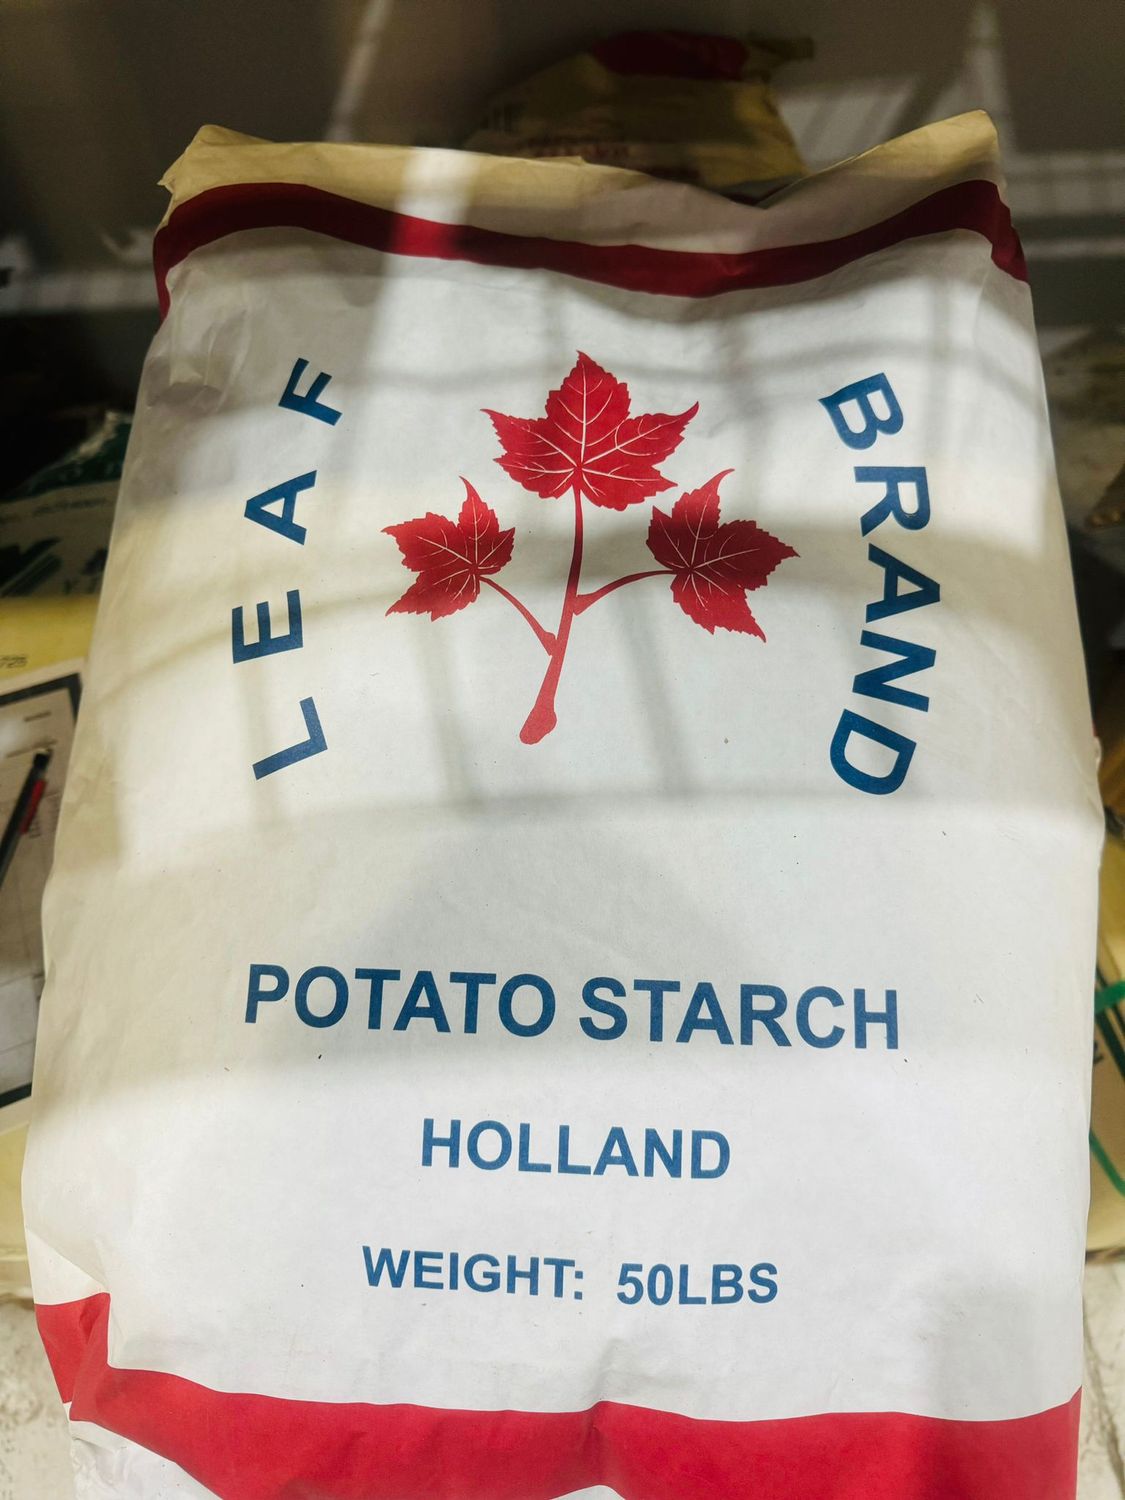 LEAF BRAND
POTATO STARCH
HOLLAND
WEIGHT: 50LBS